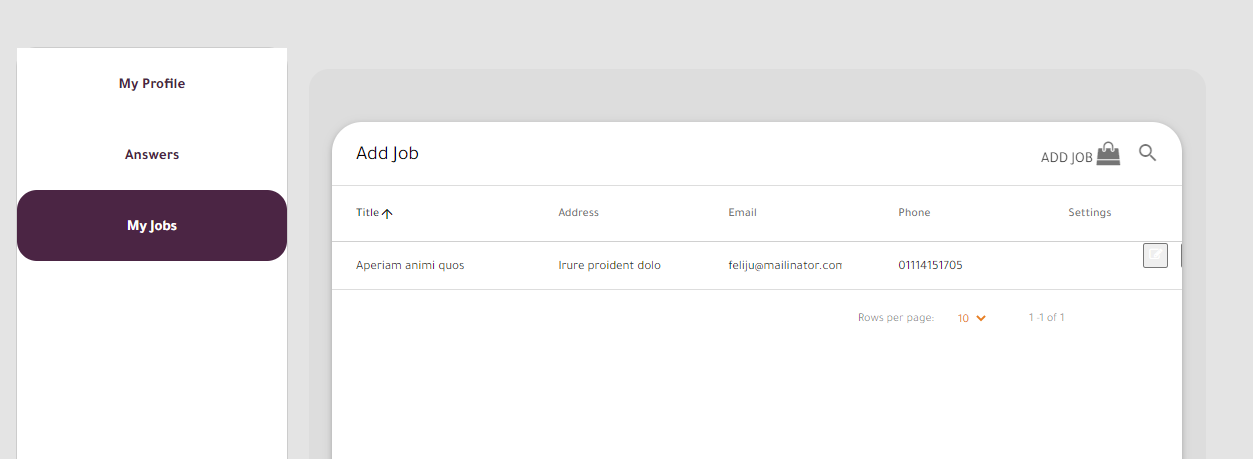 My Profile
Answers
My Jobs
Add Job
ADD JOB
Title Address Email Phone Settings
Aperiam animi quos Irure proident dolo feliju@mailinator.com 01114151705
Rows per page: 10 1-1 of 1